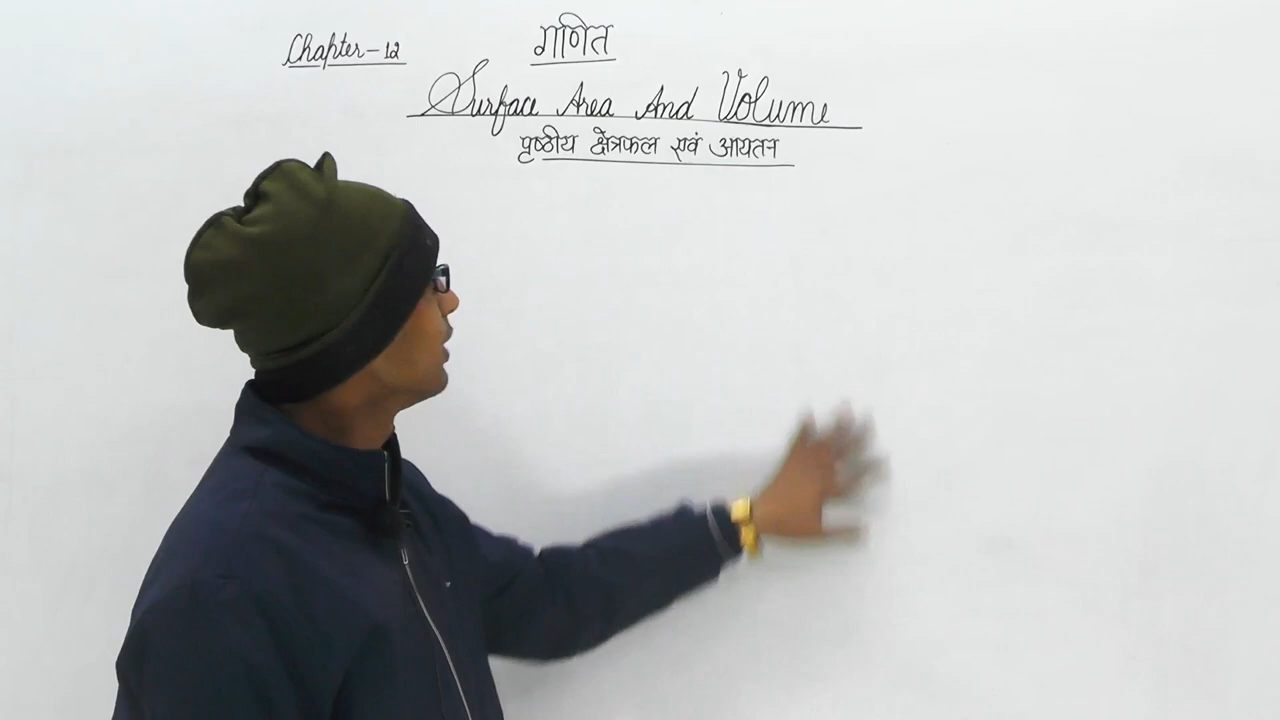 Chapter-12
गणित
Surface Area And Volume
पृष्ठीय क्षेत्रफल एवं आयतन